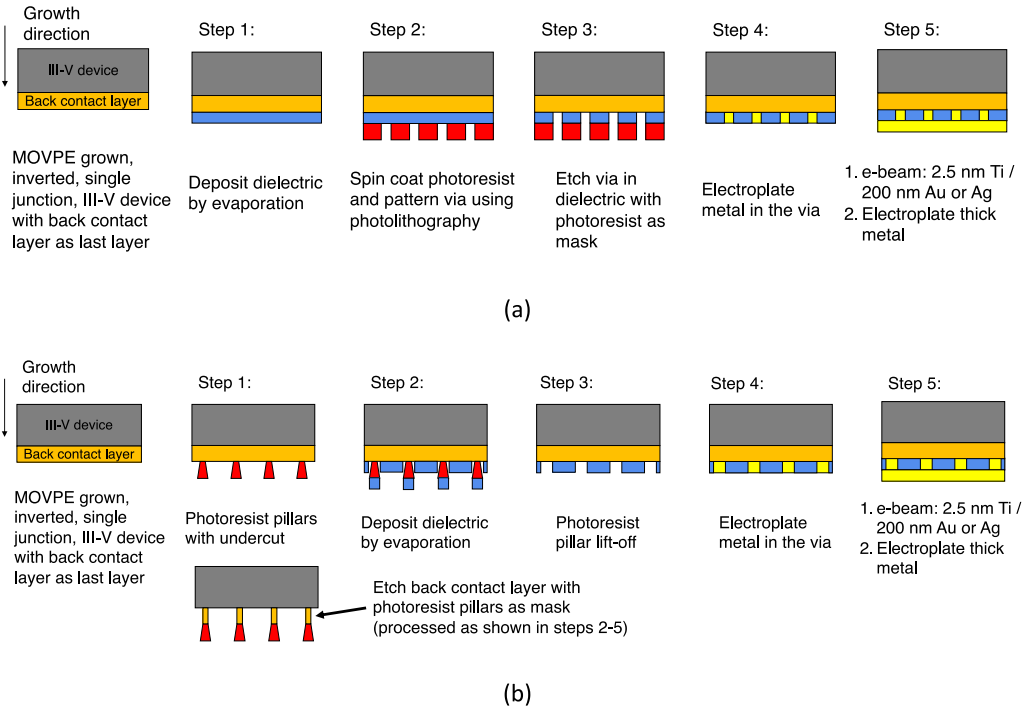 Growth
direction
III-V device
Back contact layer
MOVPE grown,
inverted, single
junction, III-V device
with back contact
layer as last layer
Step 1:
Deposit dielectric
by evaporation
Step 2:
Spin coat photoresist
and pattern via using
photolithography
Step 3:
Etch via in
dielectric with
photoresist as
mask
Step 4:
Electroplate
metal in the via
Step 5:
1. e-beam: 2.5 nm Ti /
200 nm Au or Ag
2. Electroplate thick
metal
(a)
Growth
direction
III-V device
Back contact layer
MOVPE grown,
inverted, single
junction, III-V device
with back contact
layer as last layer
Step 1:
Photoresist pillars
with undercut
Step 2:
Deposit dielectric
by evaporation
Step 3:
Photoresist
pillar lift-off
Step 4:
Electroplate
metal in the via
Step 5:
1. e-beam: 2.5 nm Ti /
200 nm Au or Ag
2. Electroplate thick
metal
Etch back contact layer with
photoresist pillars as mask
(processed as shown in steps 2-5)
(b)